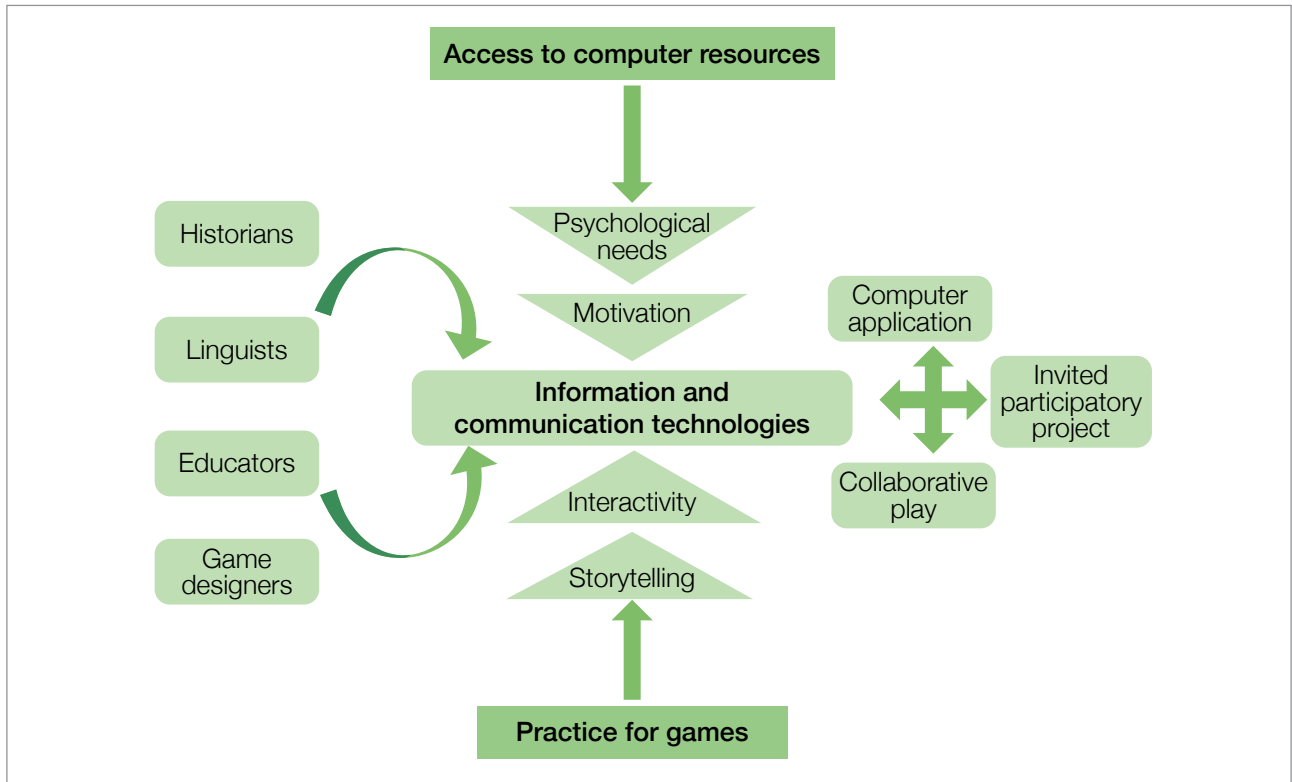 Access to computer resources
Historians
Linguists
Educators
Game
designers
Psychological
needs
Motivation
Information and
communication technologies
Interactivity
Storytelling
Computer
application
Invited
participatory
project
Collaborative
play
Practice for games